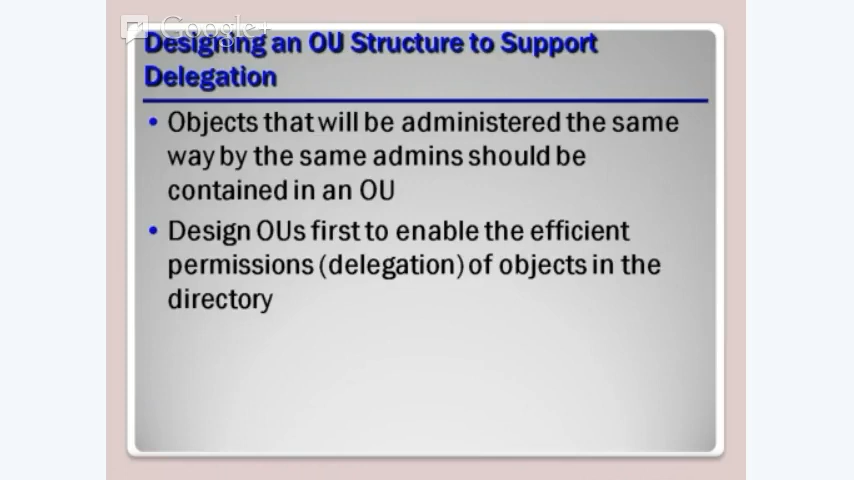 Google+
Designing an OU Structure to Support
Delegation
• Objects that will be administered the same
way by the same admins should be
contained in an OU
• Design OUs first to enable the efficient
permissions (delegation) of objects in the
directory